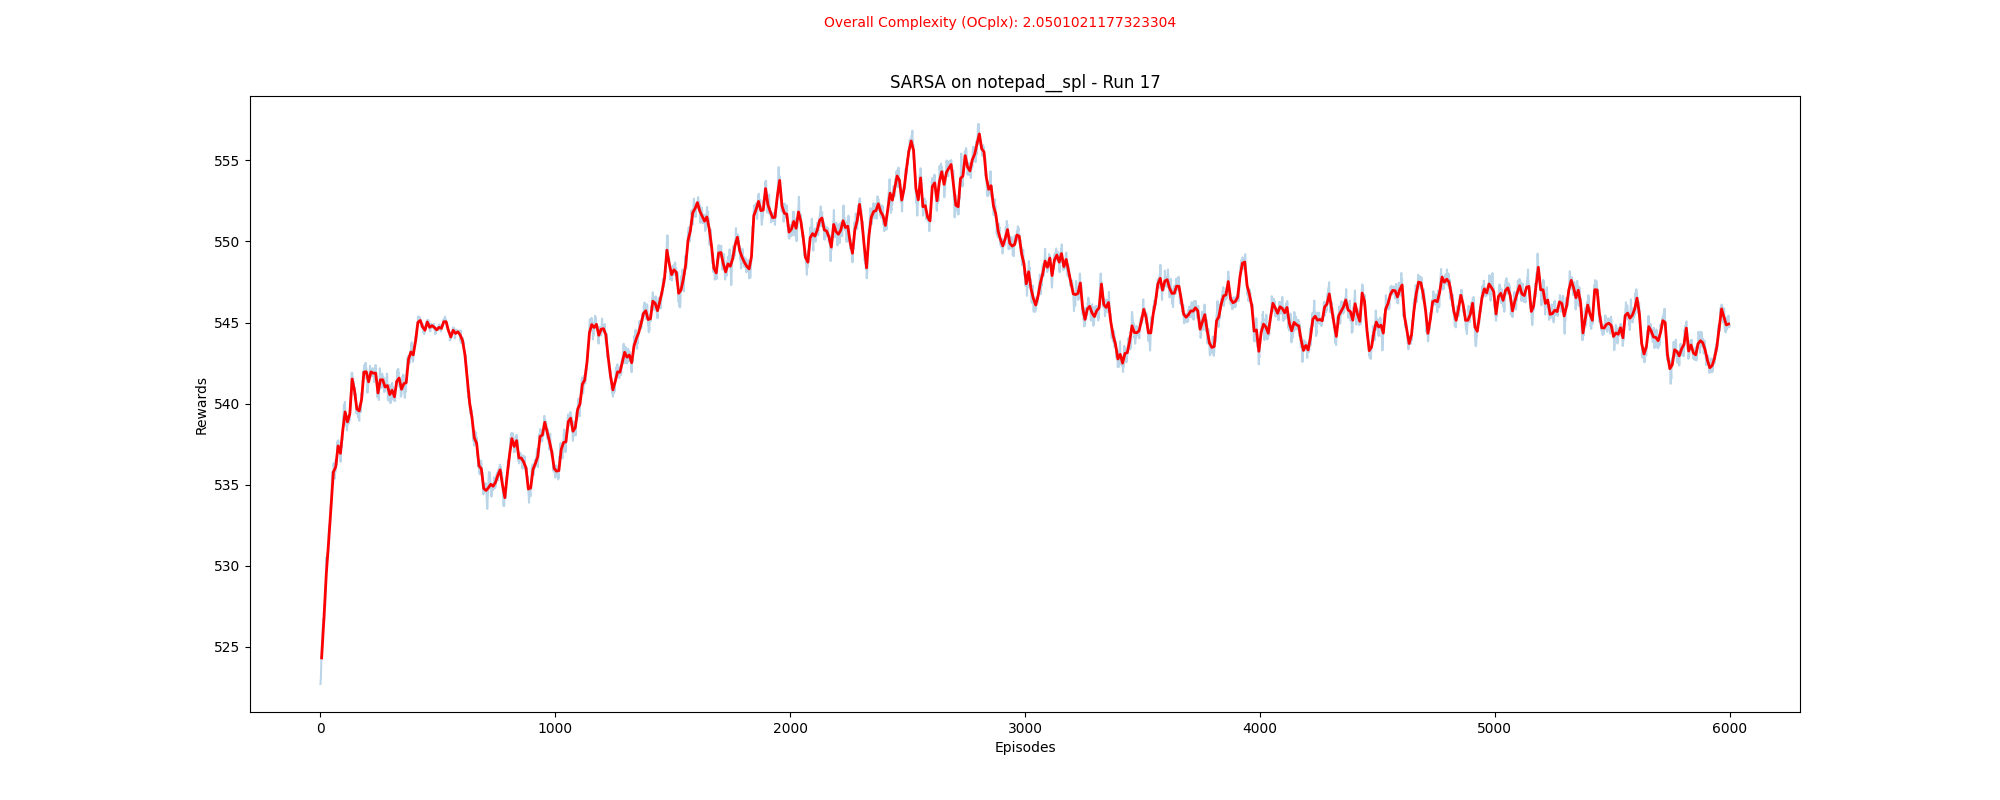 Overall Complexity (OCplx): 2.0501021177323304
SARSA on notepad__spl - Run 17
Rewards
555
550
545
540
535
530
525
0 1000 2000 3000 4000 5000 6000
Episodes